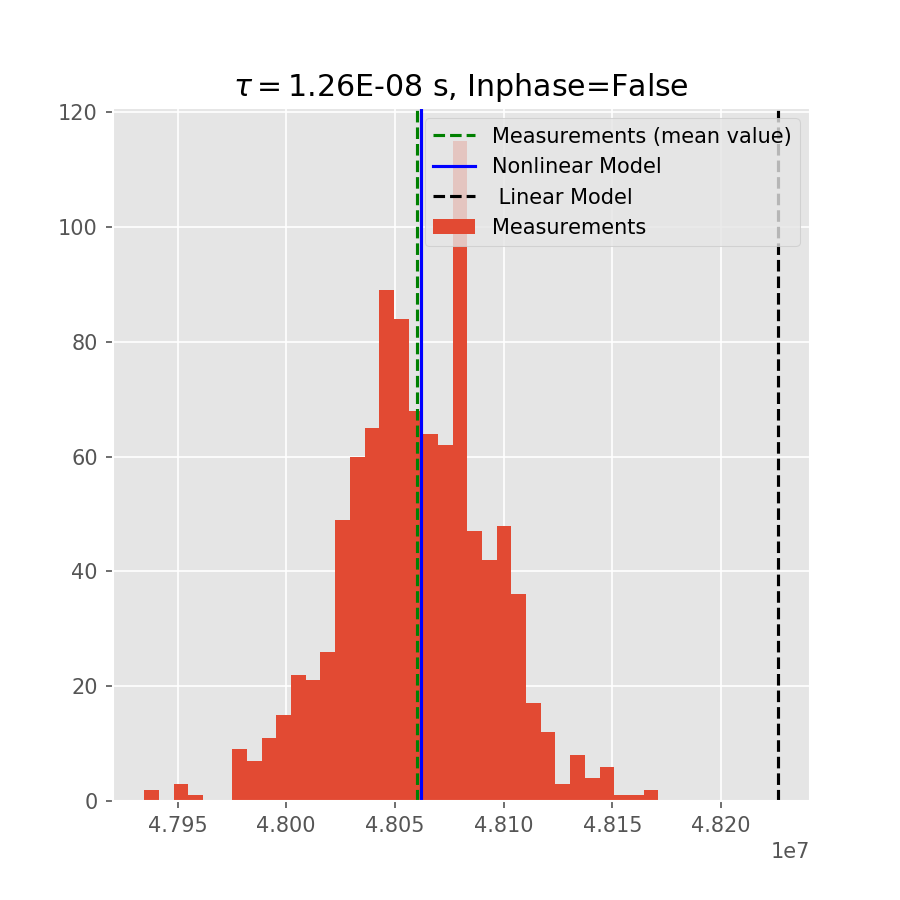 τ = 1.26E-08 s, Inphase=False
120
100
80
60
40
20
0
Measurements (mean value)
Nonlinear Model
Linear Model
Measurements
4.795 4.800 4.805 4.810 4.815 4.820
1e7